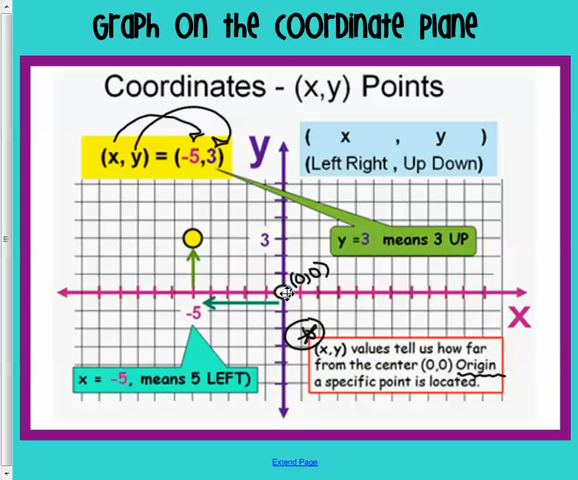 Graph on the Coordinate Plane
Coordinates - (x,y) Points
(x, y) = (-5,3)
y
( x , y )
(Left Right , Up Down)
3
y =3 means 3 UP
(0,0)
-5
x
(x,y) values tell us how far
from the center (0,0) Origin
a specific point is located.
x = -5, means 5 LEFT)
Extend Page